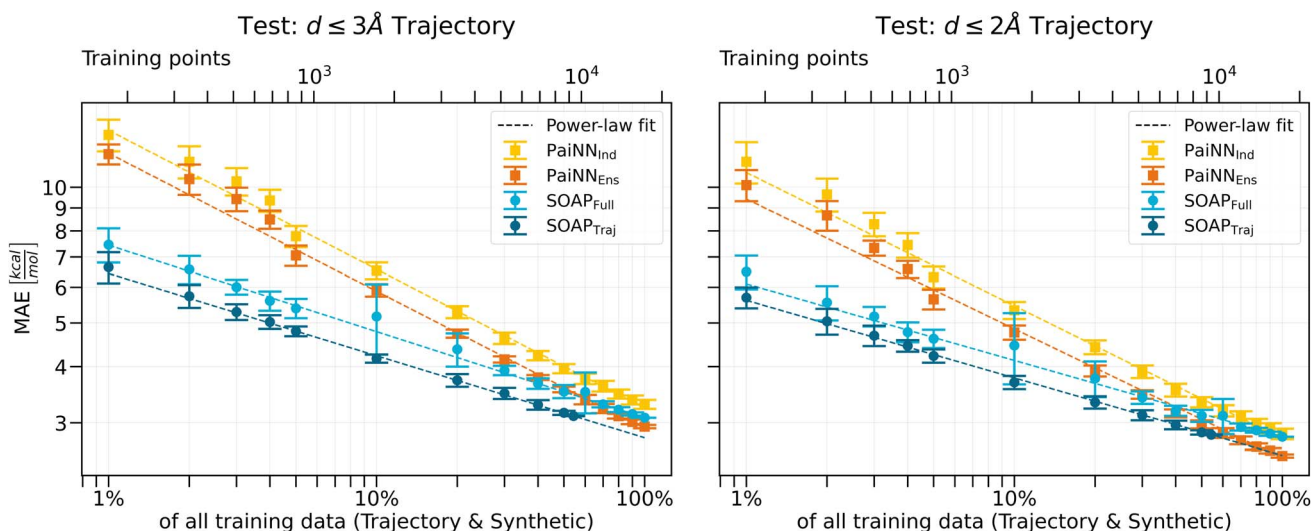 Test: d ≤ 3Å Trajectory
Training points
10³ 10⁴
MAE [kcal/mol]
10
9
8
7
6
5
4
3
Power-law fit
PaiNN_Ind
PaiNN_Ens
SOAP_Full
SOAP_Traj
1% 10% 100%
of all training data (Trajectory & Synthetic)
Test: d ≤ 2Å Trajectory
Training points
10³ 10⁴
Power-law fit
PaiNN_Ind
PaiNN_Ens
SOAP_Full
SOAP_Traj
1% 10% 100%
of all training data (Trajectory & Synthetic)